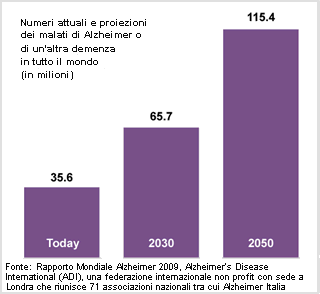 Numeri attuali e proiezioni
dei malati di Alzheimer o
di un'altra demenza
in tutto il mondo
(in milioni)
115.4
65.7
35.6
Today
2030
2050
Fonte: Rapporto Mondiale Alzheimer 2009, Alzheimer's Disease
International (ADI), una federazione internazionale non profit con sede a
Londra che riunisce 71 associazioni nazionali tra cui Alzheimer Italia